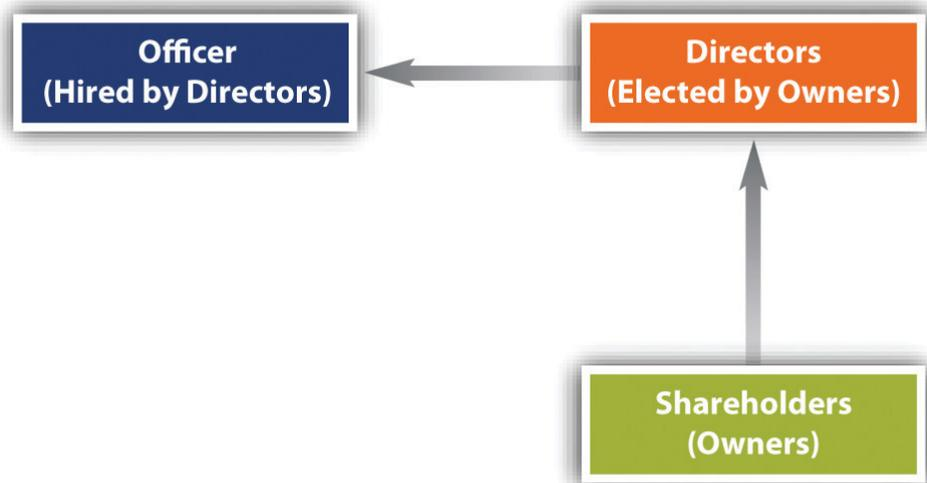 Officer
(Hired by Directors)
Directors
(Elected by Owners)
Shareholders
(Owners)